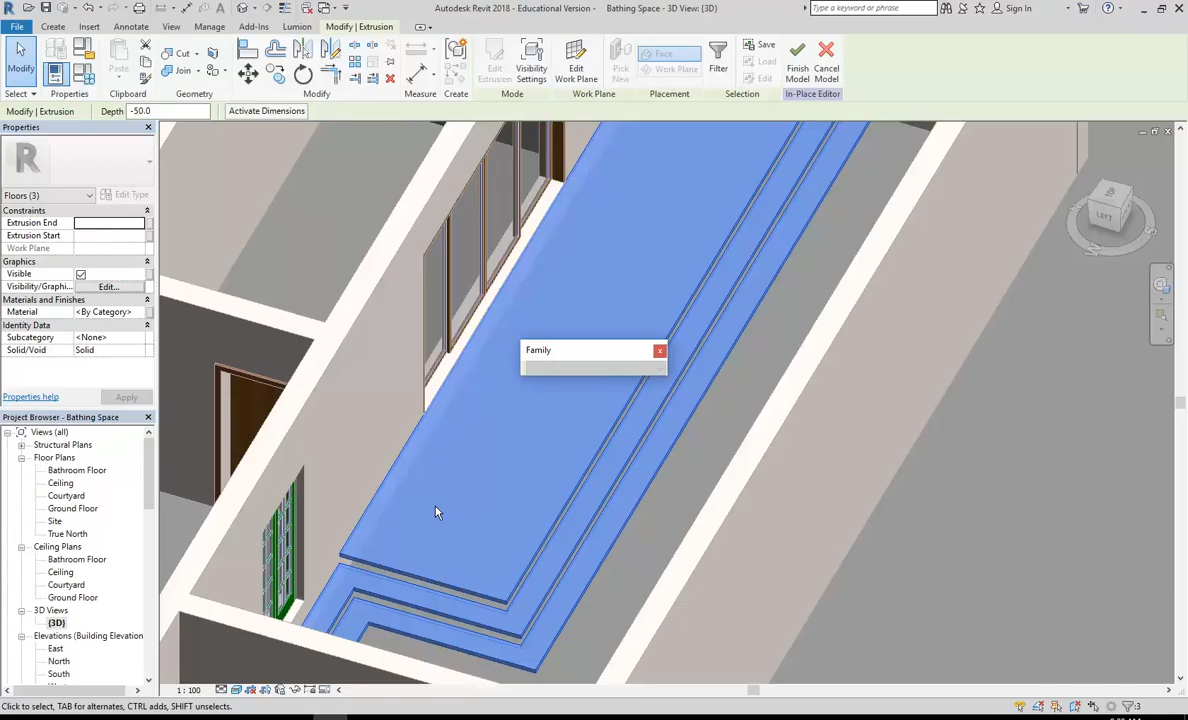 Autodesk Revit 2018 - Educational Version - Bathing Space - 3D View: {3D}
Type a keyword or phrase
Sign In
File Create Insert Annotate View Manage Add-Ins Lumion Modify | Extrusion
Modify
Paste
Cut
Join
Edit Extrusion
Visibility Settings
Edit Work Plane
Pick New
Face
Work Plane
Filter
Save
Load
Edit
Finish Model
Cancel Model
Select Properties Clipboard Geometry Modify Measure Create Mode Work Plane Placement Selection In-Place Editor
Modify | Extrusion Depth -50.0 Activate Dimensions
Properties
Floors (3) Edit Type
Constraints
Extrusion End
Extrusion Start
Work Plane
Graphics
Visible
Visibility/Graphi... Edit...
Materials and Finishes
Material <By Category>
Identity Data
Subcategory <None>
Solid/Void Solid
Properties help Apply
Project Browser - Bathing Space
Views (all)
Structural Plans
Floor Plans
Bathroom Floor
Ceiling
Courtyard
Ground Floor
Site
True North
Ceiling Plans
Bathroom Floor
Ceiling
Courtyard
Ground Floor
3D Views
{3D}
Elevations (Building Elevation
East
North
South
Family
LEFT
N
S
W
1 : 100
Click to select, TAB for alternates, CTRL adds, SHIFT unselects.
:3